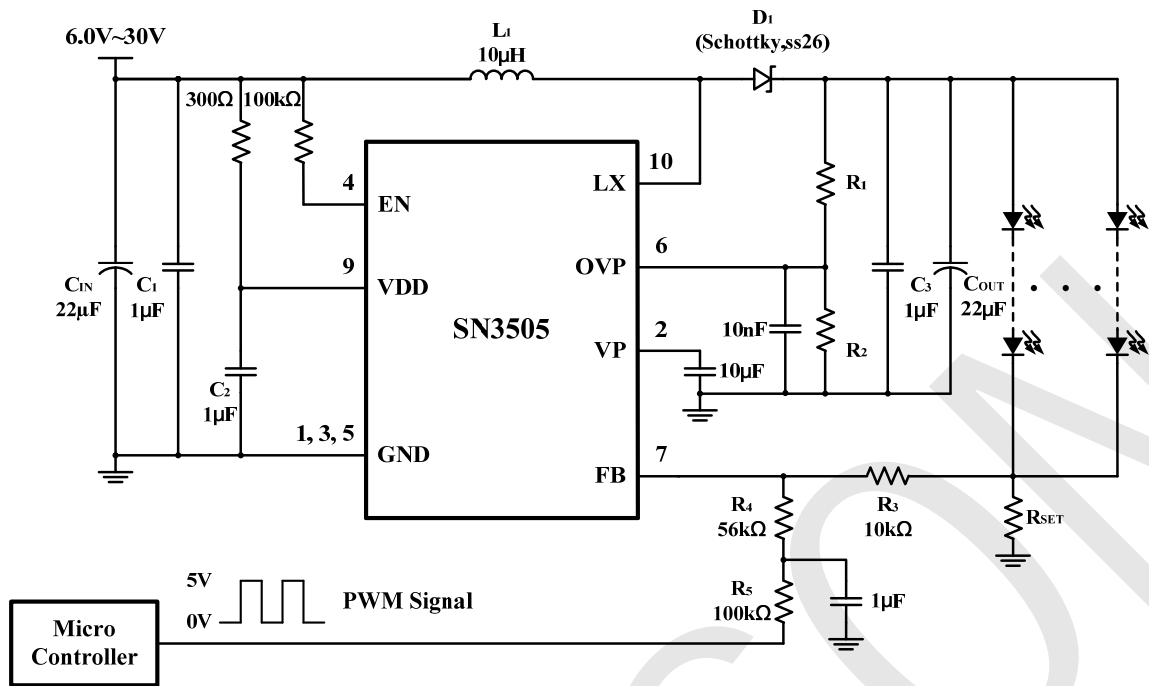 6.0V~30V
L1
10μH
D1
(Schottky,ss26)
300Ω
100kΩ
4
EN
9
VDD
1, 3, 5
GND
SN3505
10
LX
6
OVP
2
VP
7
FB
CIN
22μF
C1
1μF
C2
1μF
R1
R2
10nF
10μF
C3
1μF
COUT
22μF
R4
56kΩ
R3
10kΩ
RSET
R5
100kΩ
1μF
5V
0V
PWM Signal
Micro
Controller